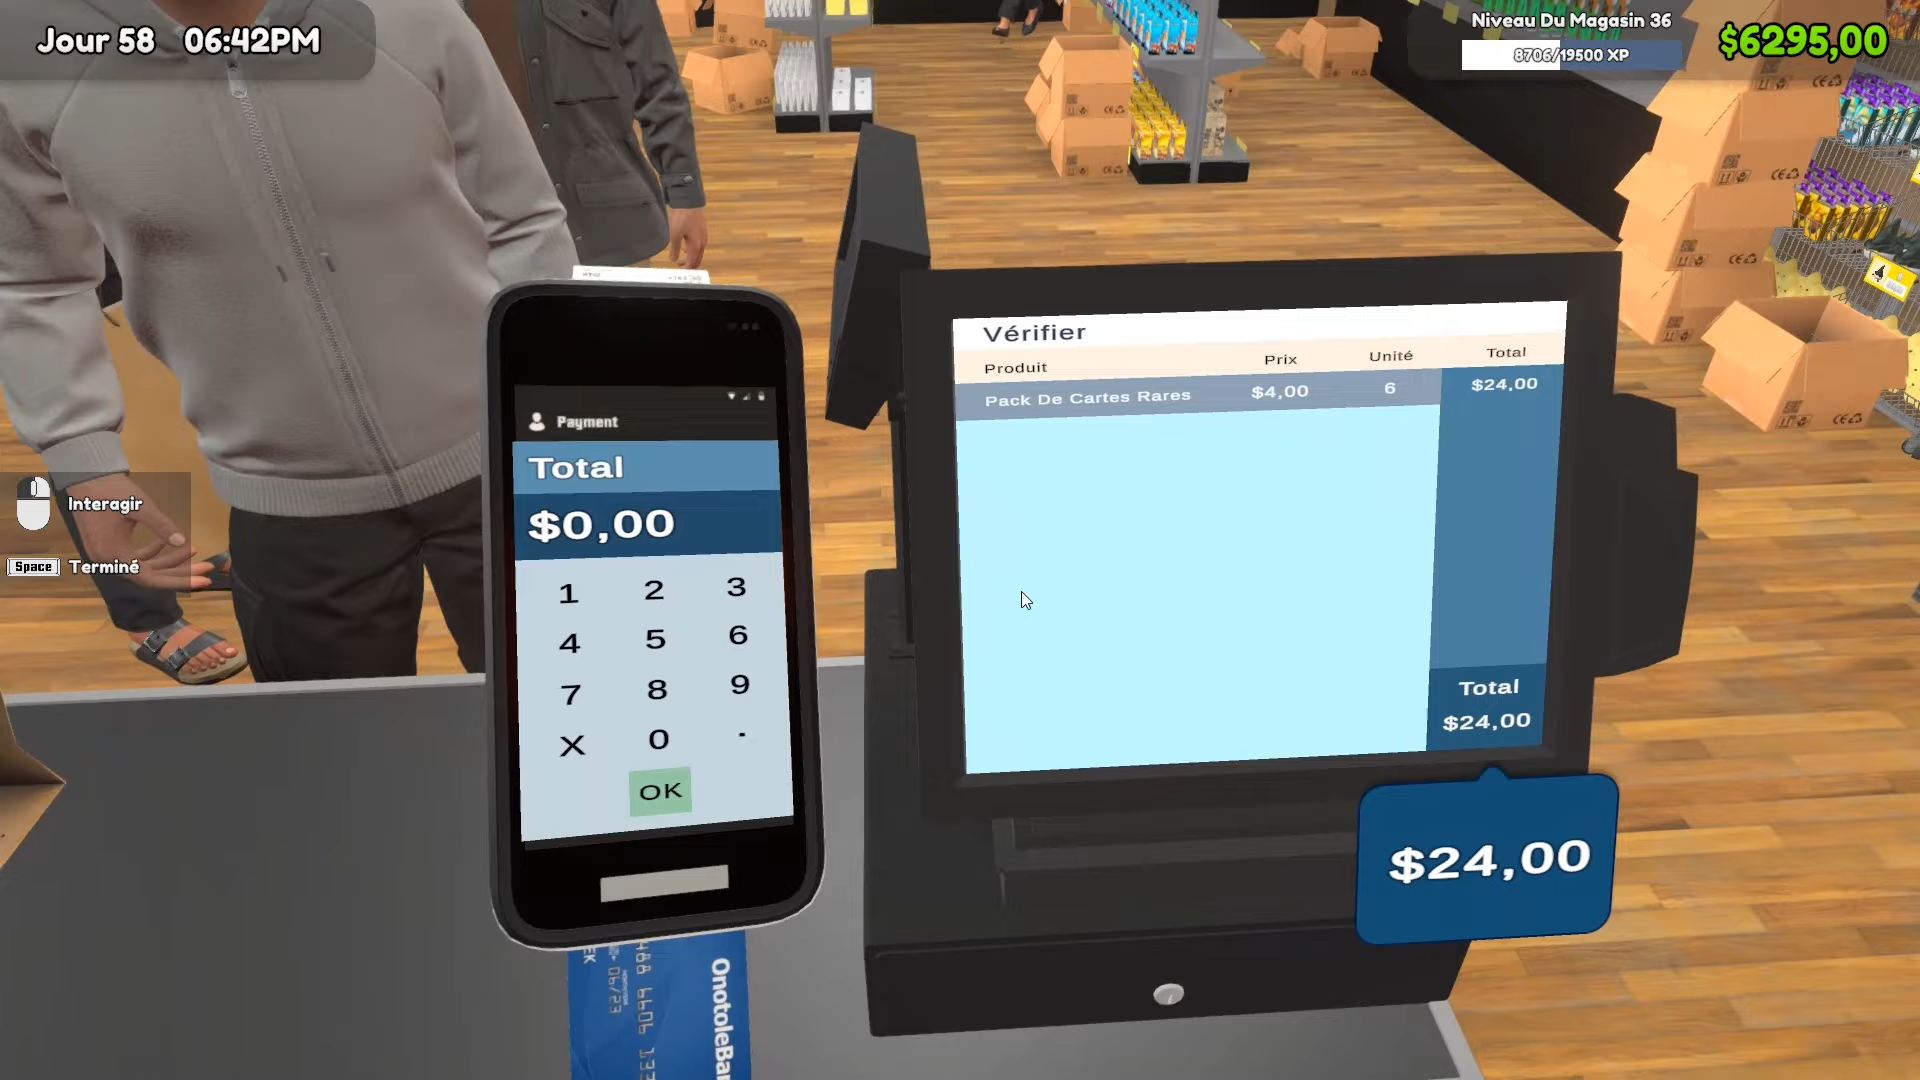 Jour 58 06:42PM
Niveau Du Magasin 36
8706/19500 XP
$6295,00
Interagir
Space Terminé
Payment
Total
$0,00
1 2 3
4 5 6
7 8 9
X 0 .
OK
Vérifier
Produit Prix Unité Total
Pack De Cartes Rares $4,00 6 $24,00
Total
$24,00
$24,00
OnotoleBa
06/23